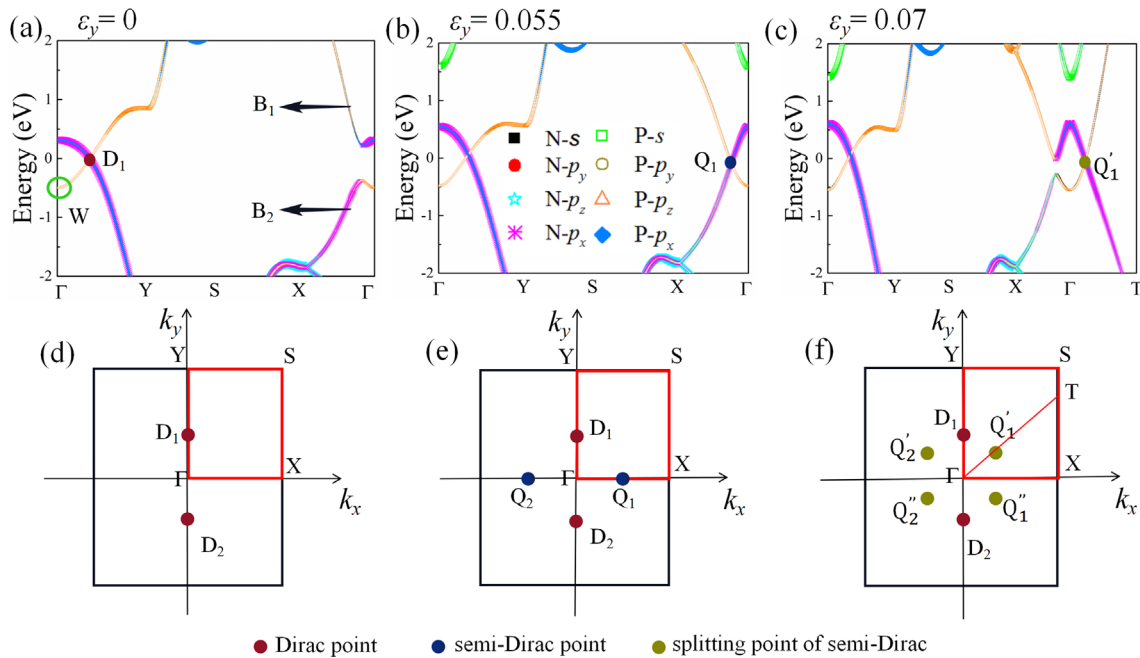 (a) εy= 0
(b) εy= 0.055
(c) εy= 0.07
Energy (eV)
2
1
0
-1
-2
B₁
D₁
W
B₂
Γ Y S X Γ
Energy (eV)
2
1
0
-1
-2
Q₁
N-s P-s
N-py P-py
N-pz P-pz
N-px P-px
Γ Y S X Γ
Energy (eV)
2
1
0
-1
-2
Q₁'
Γ Y S X Γ T
(d)
ky
Y S
D₁
Γ X
kx
D₂
(e)
ky
Y S
D₁
Γ X
Q₂ Q₁ kx
D₂
(f)
ky
Y S
T
D₁ Q₁'
Q₂'
Γ X
kx
Q₂'' Q₁''
D₂
Dirac point semi-Dirac point splitting point of semi-Dirac